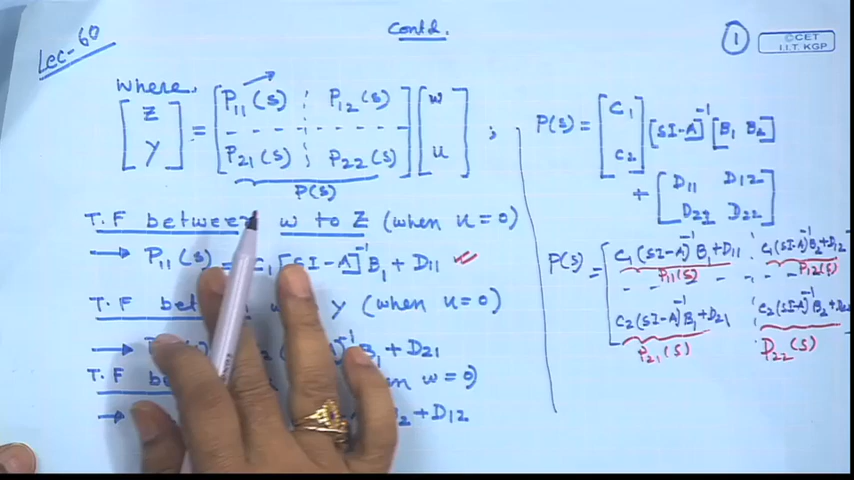 Lec-60
Contd.
1
©CET
I.I.T. KGP
where,
[Z
Y] = [P11(s) P12(s)
P21(s) P22(s)] [w
u] ;
P(s)
T.F between w to Z (when u=0)
→ P11(s) = C1[SI-A]^-1 B1 + D11
T.F be y (when u=0)
→ B1 + D21
T.F be n w=0)
→ 2 + D12
P(s) = [C1
C2] [SI-A]^-1 [B1 B2]
+ [D11 D12
D22]
P(s) = [C1(SI-A)^-1 B1+D11 C1(SI-A)^-1 B2+D12
P11(s) P12(s)
C2(SI-A)^-1 B1+D21 C2(SI-A)^-1 B2+D22
P21(s) P22(s)